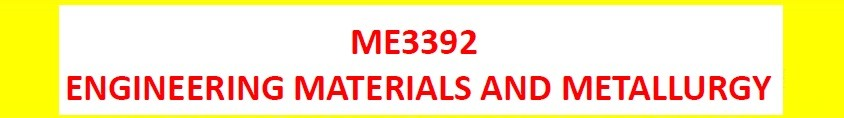 ME3392
ENGINEERING MATERIALS AND METALLURGY